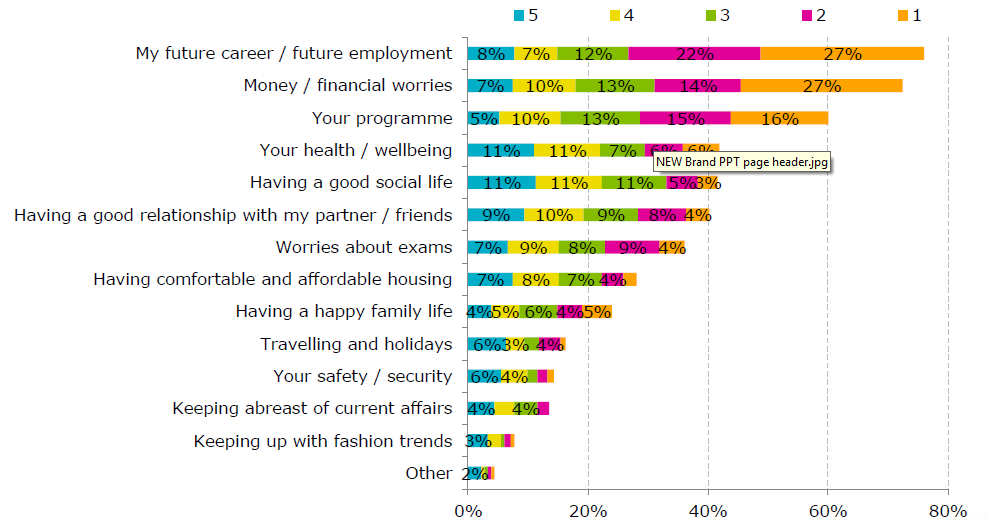 5 4 3 2 1
My future career / future employment 8% 7% 12% 22% 27%
Money / financial worries 7% 10% 13% 14% 27%
Your programme 5% 10% 13% 15% 16%
Your health / wellbeing 11% 11% 7% 6% 6%
NEW Brand PPT page header.jpg
Having a good social life 11% 11% 11% 5% 3%
Having a good relationship with my partner / friends 9% 10% 9% 8% 4%
Worries about exams 7% 9% 8% 9% 4%
Having comfortable and affordable housing 7% 8% 7% 4%
Having a happy family life 4% 5% 6% 4% 5%
Travelling and holidays 6% 3% 4%
Your safety / security 6% 4%
Keeping abreast of current affairs 4% 4%
Keeping up with fashion trends 3%
Other 2%
0% 20% 40% 60% 80%